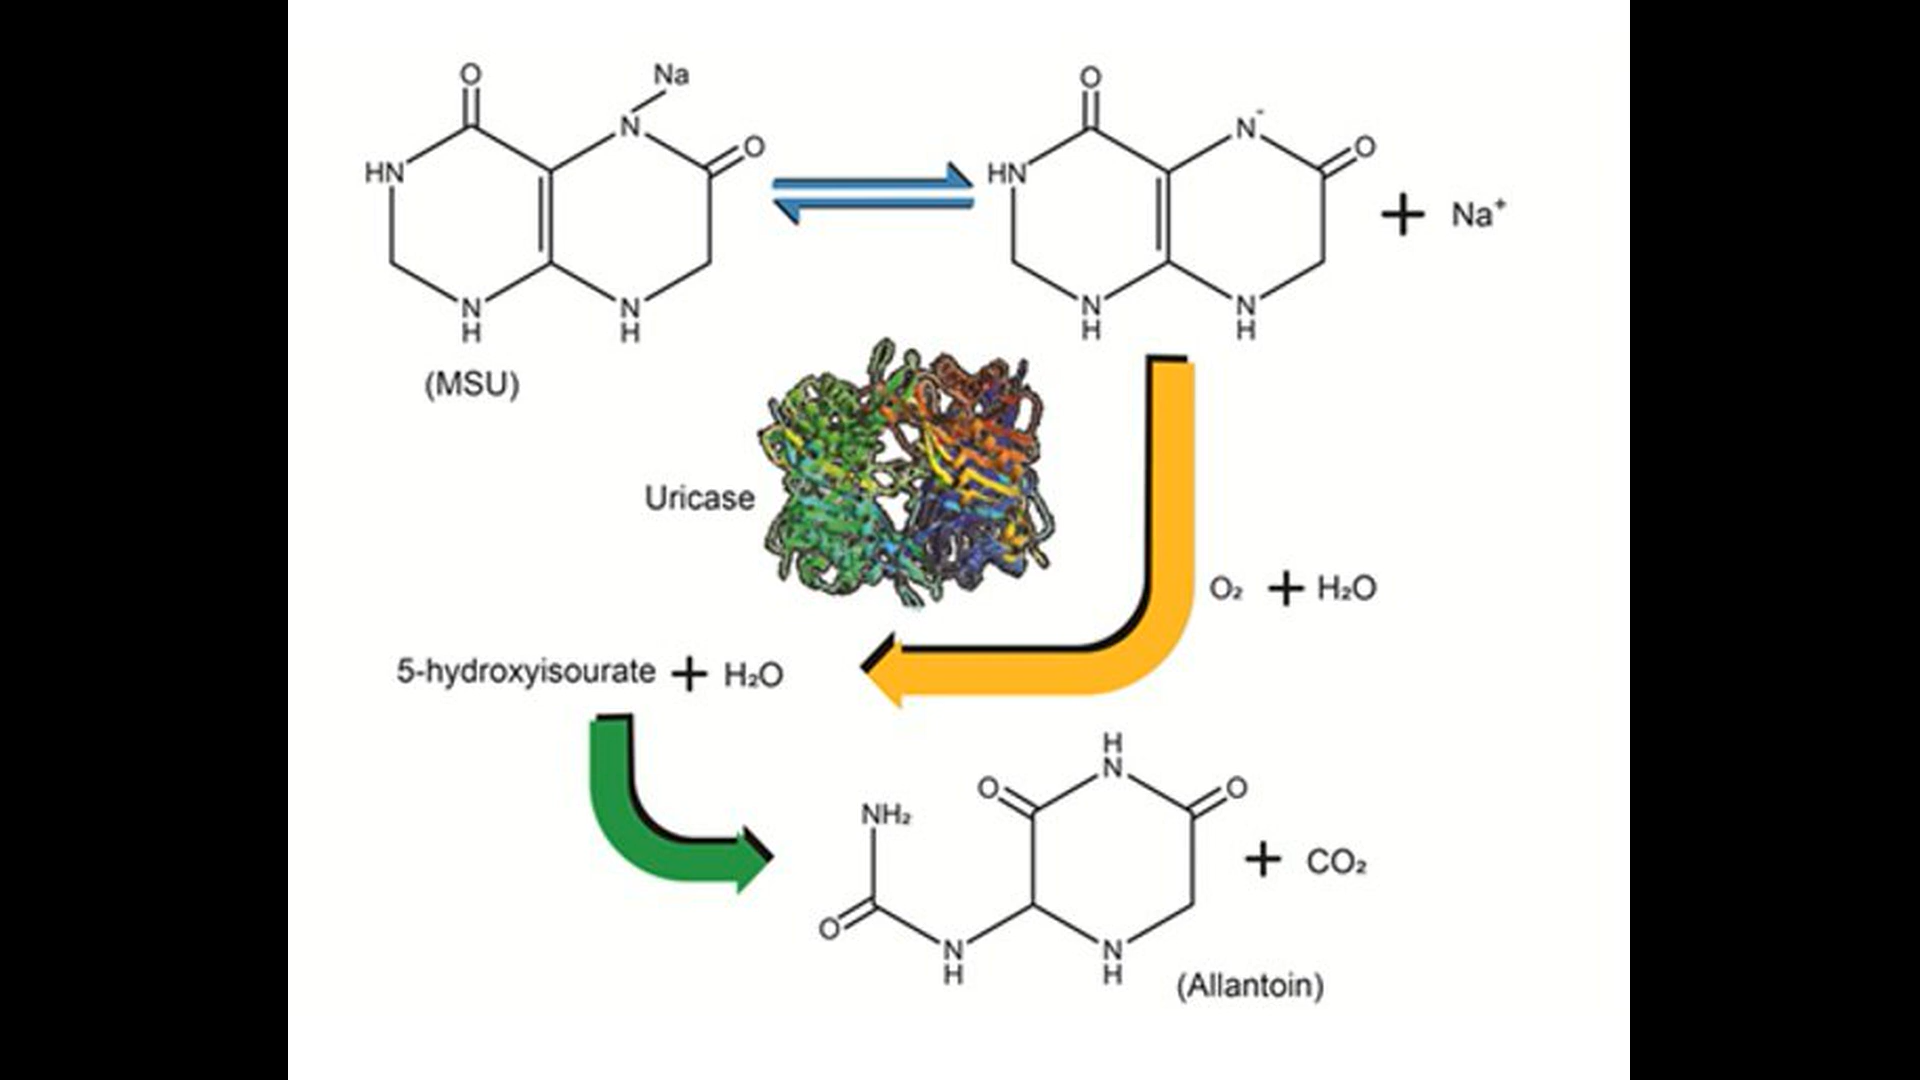 O
Na
N
O
HN
N
H
N
H
(MSU)
O
N⁻
O
HN
N
H
N
H
+ Na⁺
Uricase
O₂ + H₂O
5-hydroxyisourate + H₂O
H
N
O
O
NH₂
O
N
H
N
H
+ CO₂
(Allantoin)